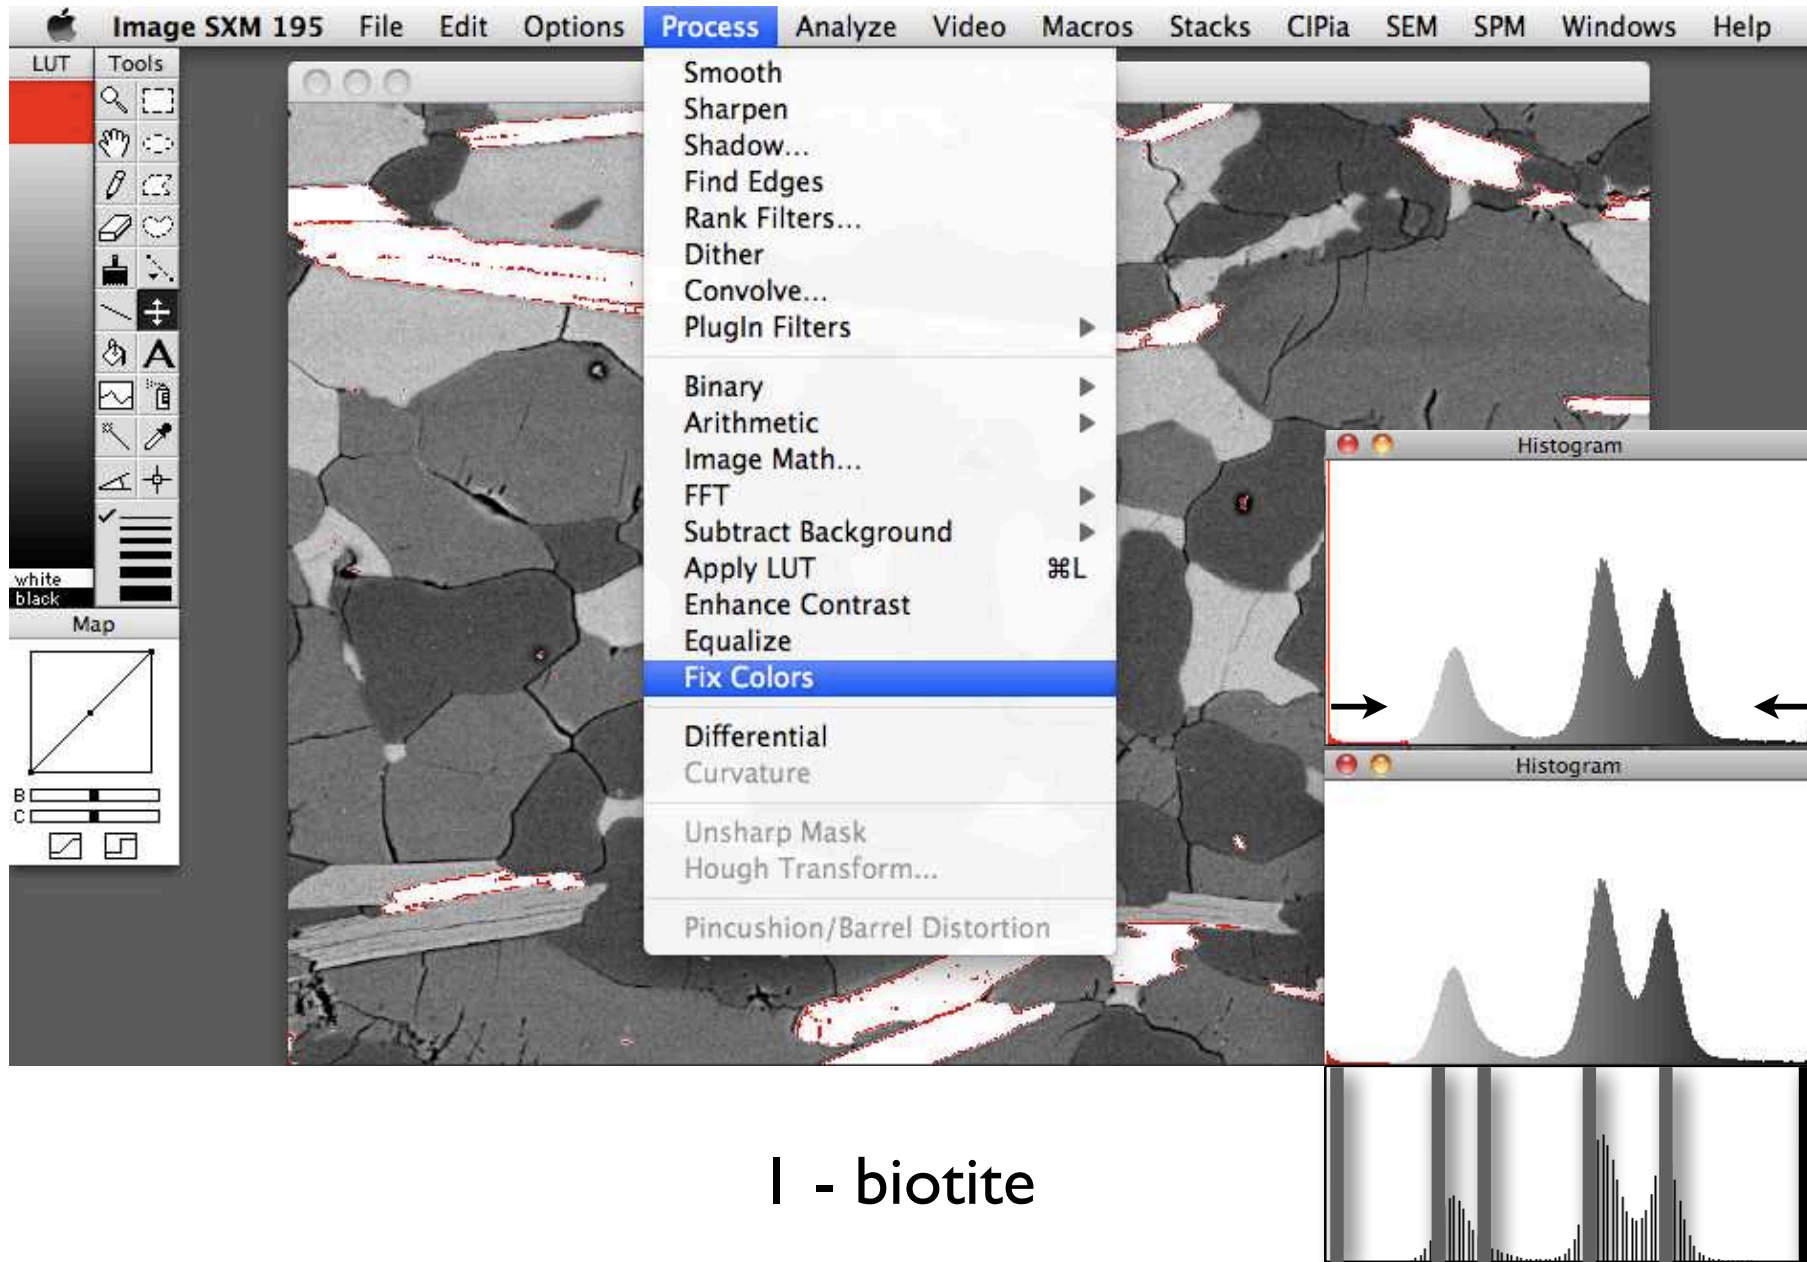 Image SXM 195 File Edit Options Process Analyze Video Macros Stacks CIPia SEM SPM Windows Help
LUT Tools
Smooth
Sharpen
Shadow...
Find Edges
Rank Filters...
Dither
Convolve...
PlugIn Filters
Binary
Arithmetic
Image Math...
FFT
Subtract Background
Apply LUT ⌘L
Enhance Contrast
Equalize
Fix Colors
Differential
Curvature
Unsharp Mask
Hough Transform...
Pincushion/Barrel Distortion
A
white
black
Map
B
C
Histogram
Histogram
1 - biotite